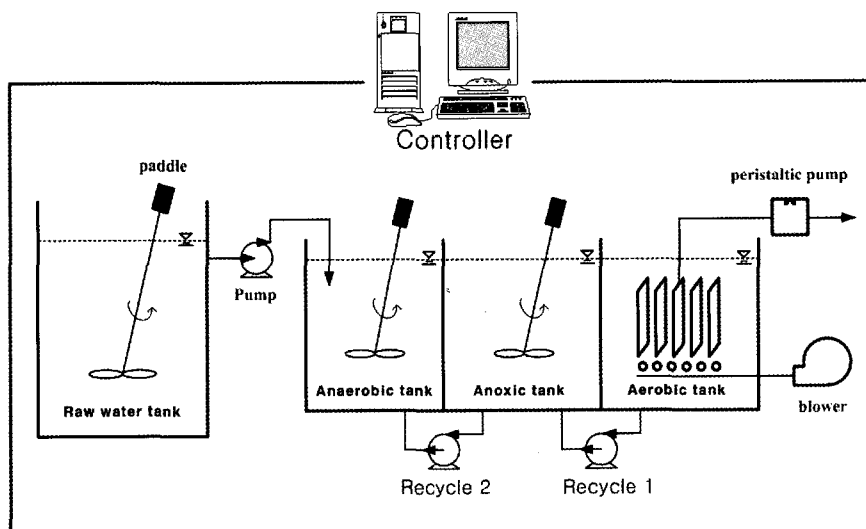 Controller
paddle
peristaltic pump
Pump
Raw water tank
Anaerobic tank
Anoxic tank
Aerobic tank
blower
Recycle 2
Recycle 1